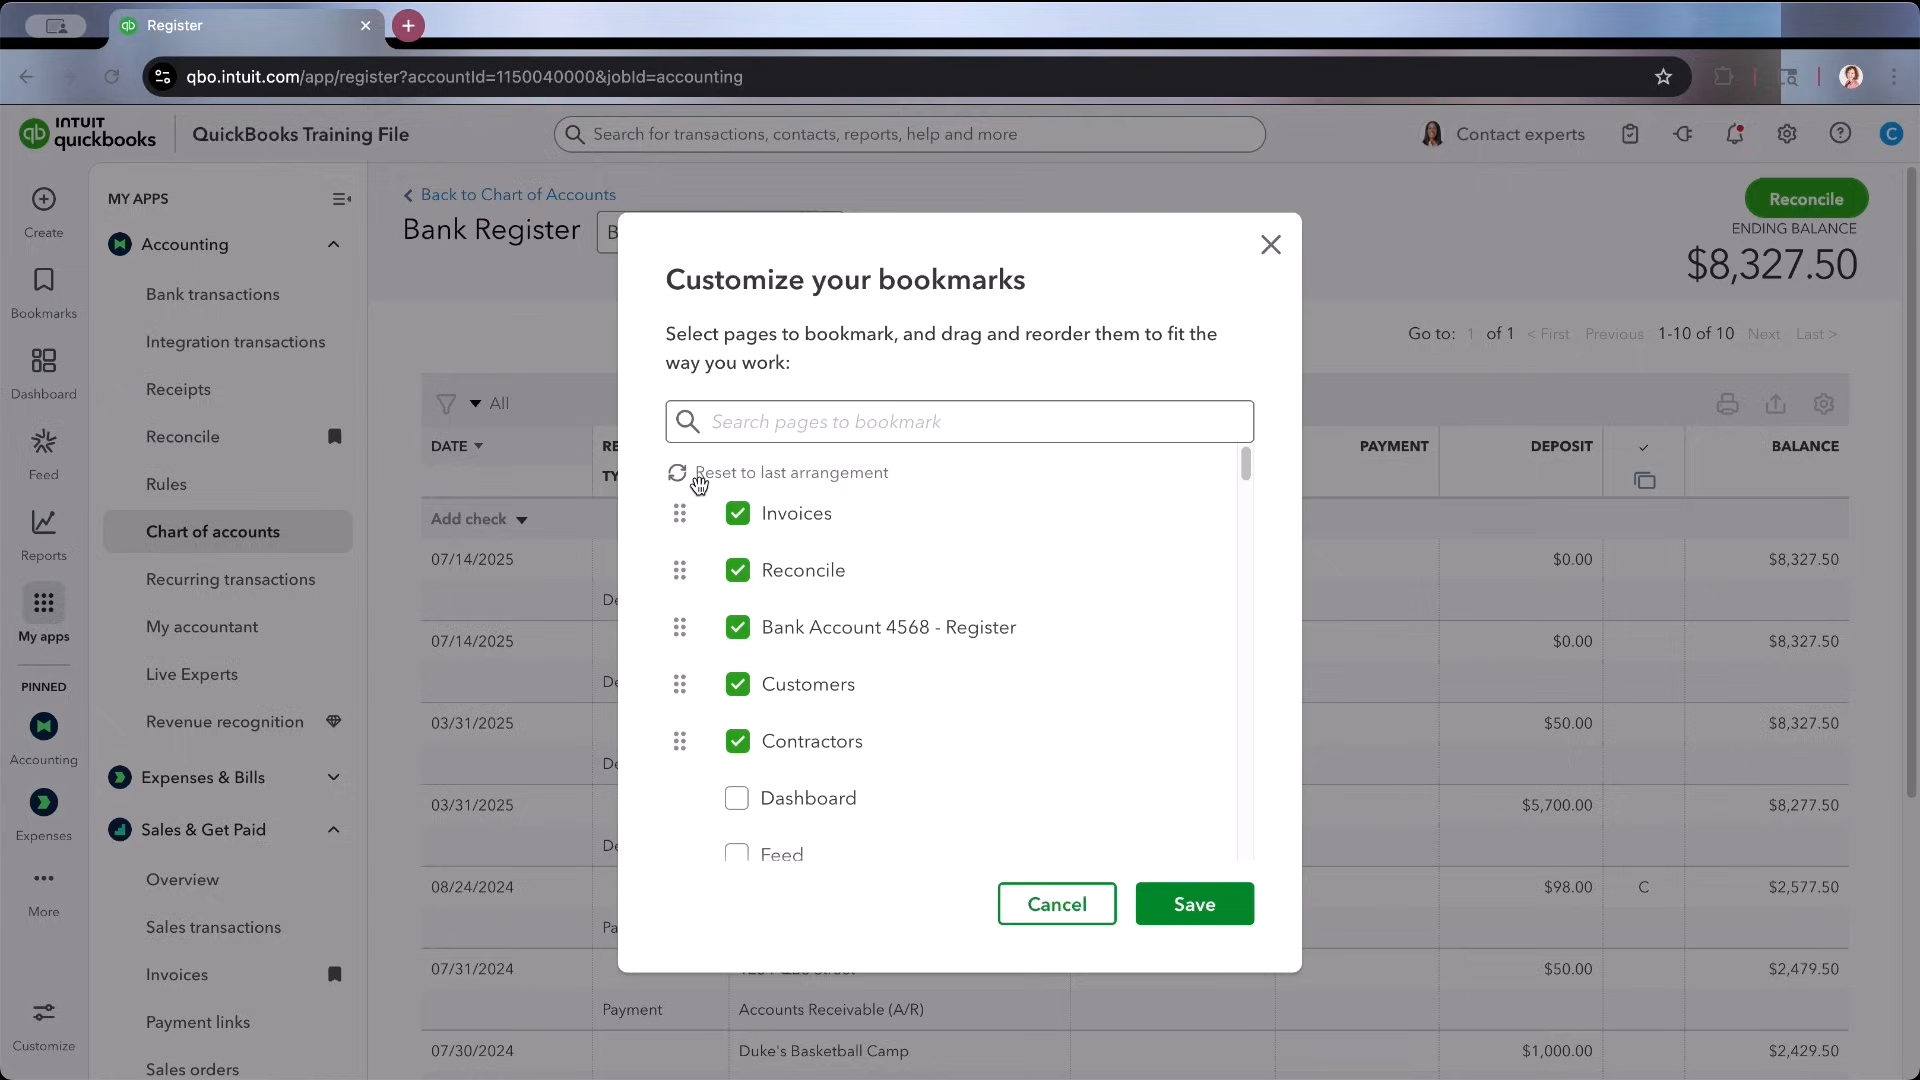 Register
qbo.intuit.com/app/register?accountId=1150040000&jobId=accounting
INTUIT
quickbooks
QuickBooks Training File
Search for transactions, contacts, reports, help and more
Contact experts
C
Create
Bookmarks
Dashboard
Feed
Reports
My apps
PINNED
Accounting
Expenses
More
Customize
MY APPS
Accounting
Bank transactions
Integration transactions
Receipts
Reconcile
Rules
Chart of accounts
Recurring transactions
My accountant
Live Experts
Revenue recognition
Expenses & Bills
Sales & Get Paid
Overview
Sales transactions
Invoices
Payment links
Sales orders
Back to Chart of Accounts
Bank Register
Reconcile
ENDING BALANCE
$8,327.50
Go to: 1 of 1 < First Previous 1-10 of 10 Next Last >
All
DATE
PAYMENT DEPOSIT BALANCE
Add check
07/14/2025 $0.00 $8,327.50
07/14/2025 $0.00 $8,327.50
03/31/2025 $50.00 $8,327.50
03/31/2025 $5,700.00 $8,277.50
08/24/2024 $98.00 C $2,577.50
07/31/2024 $50.00 $2,479.50
Payment Accounts Receivable (A/R)
07/30/2024 Duke's Basketball Camp $1,000.00 $2,429.50
Customize your bookmarks
Select pages to bookmark, and drag and reorder them to fit the
way you work:
Search pages to bookmark
Reset to last arrangement
Invoices
Reconcile
Bank Account 4568 - Register
Customers
Contractors
Dashboard
Feed
Cancel
Save